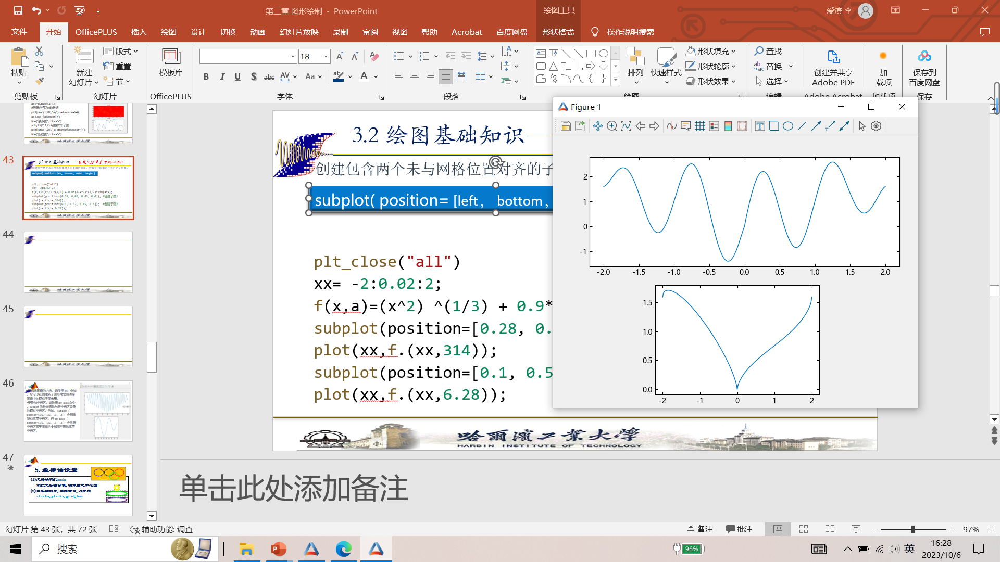 第三章 图形绘制 - PowerPoint
绘图工具
爱滨 李
文件
开始
OfficePLUS
插入
绘图
设计
切换
动画
幻灯片放映
录制
审阅
视图
帮助
Acrobat
百度网盘
形状格式
操作说明搜索
粘贴
剪贴板
新建
幻灯片
版式
重置
节
幻灯片
模板库
OfficePLUS
18
字体
段落
排列
快速样式
形状填充
形状轮廓
形状效果
绘图
查找
替换
选择
编辑
创建并共享
Adobe PDF
Adobe Acrobat
加
载项
加载项
保存到
百度网盘
保存
43
44
45
46
47
5.坐标轴设置
3.2 绘图基础知识
创建包含两个未与网格位置对齐的子
subplot( position= [left， bottom，
plt_close("all")
xx= -2:0.02:2;
f(x,a)=(x^2) ^(1/3) + 0.9*
subplot(position=[0.28, 0.
plot(xx,f.(xx,314));
subplot(position=[0.1, 0.5
plot(xx,f.(xx,6.28));
哈尔滨工业大学
HARBIN INSTITUTE OF TECHNOLOGY
Figure 1
2
1
0
-1
-2.0 -1.5 -1.0 -0.5 0.0 0.5 1.0 1.5 2.0
1.5
1.0
0.5
0.0
-2 -1 0 1 2
单击此处添加备注
幻灯片 第 43 张，共 72 张
辅助功能: 调查
备注
批注
97%
搜索
96%
英
16:28
2023/10/6